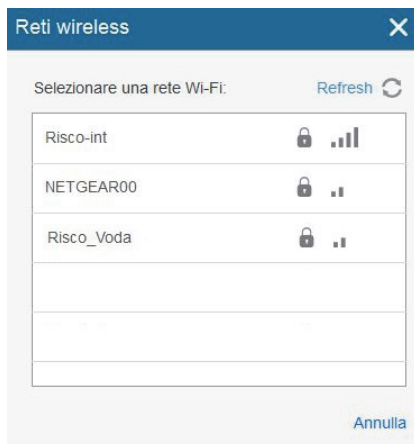 Reti wireless
Selezionare una rete Wi-Fi: Refresh
Risco-int
NETGEAR00
Risco_Voda
Annulla